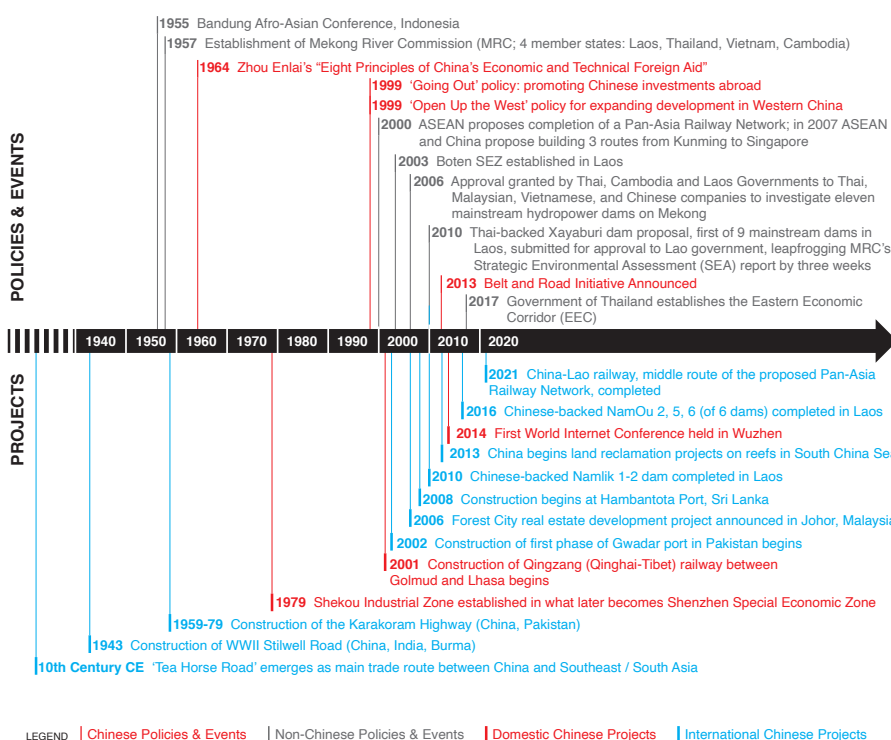 1955 Bandung Afro-Asian Conference, Indonesia
1957 Establishment of Mekong River Commission (MRC; 4 member states: Laos, Thailand, Vietnam, Cambodia)
1964 Zhou Enlai’s “Eight Principles of China’s Economic and Technical Foreign Aid”
1999 ‘Going Out’ policy: promoting Chinese investments abroad
1999 ‘Open Up the West’ policy for expanding development in Western China
2000 ASEAN proposes completion of a Pan-Asia Railway Network; in 2007 ASEAN
and China propose building 3 routes from Kunming to Singapore
2003 Boten SEZ established in Laos
2006 Approval granted by Thai, Cambodia and Laos Governments to Thai,
Malaysian, Vietnamese, and Chinese companies to investigate eleven
mainstream hydropower dams on Mekong
2010 Thai-backed Xayaburi dam proposal, first of 9 mainstream dams in
Laos, submitted for approval to Lao government, leapfrogging MRC’s
Strategic Environmental Assessment (SEA) report by three weeks
2013 Belt and Road Initiative Announced
2017 Government of Thailand establishes the Eastern Economic
Corridor (EEC)
POLICIES & EVENTS
1940 1950 1960 1970 1980 1990 2000 2010 2020
PROJECTS
2021 China-Lao railway, middle route of the proposed Pan-Asia
Railway Network, completed
2016 Chinese-backed NamOu 2, 5, 6 (of 6 dams) completed in Laos
2014 First World Internet Conference held in Wuzhen
2013 China begins land reclamation projects on reefs in South China Se
2010 Chinese-backed Namlik 1-2 dam completed in Laos
2008 Construction begins at Hambantota Port, Sri Lanka
2006 Forest City real estate development project announced in Johor, Malaysia
2002 Construction of first phase of Gwadar port in Pakistan begins
2001 Construction of Qingzang (Qinghai-Tibet) railway between
Golmud and Lhasa begins
1979 Shekou Industrial Zone established in what later becomes Shenzhen Special Economic Zone
1959-79 Construction of the Karakoram Highway (China, Pakistan)
1943 Construction of WWII Stilwell Road (China, India, Burma)
10th Century CE ‘Tea Horse Road’ emerges as main trade route between China and Southeast / South Asia
LEGEND Chinese Policies & Events Non-Chinese Policies & Events Domestic Chinese Projects International Chinese Projects